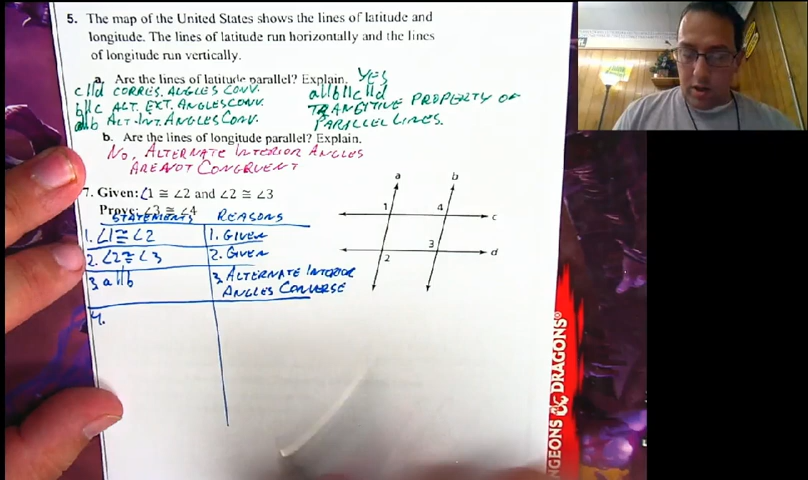 5. The map of the United States shows the lines of latitude and
longitude. The lines of latitude run horizontally and the lines
of longitude run vertically.
a. Are the lines of latitude parallel? Explain. YES
c||d CORRES. ANGLES CONV.
b||c ALT. EXT. ANGLES CONV.
a||b ALT. INT. ANGLES CONV.
a||b||c||d
TRANSITIVE PROPERTY OF
PARALLEL LINES.
b. Are the lines of longitude parallel? Explain.
NO, ALTERNATE INTERIOR ANGLES
ARE NOT CONGRUENT
7. Given: ∠1 ≅ ∠2 and ∠2 ≅ ∠3
Prove: ∠3 ≅ ∠4
STATEMENTS REASONS
1. ∠1 ≅ ∠2 1. GIVEN
2. ∠2 ≅ ∠3 2. GIVEN
3. a||b 3. ALTERNATE INTERIOR
ANGLES CONVERSE
4.
a b
1 4 c
3 d
2
DRAGONS